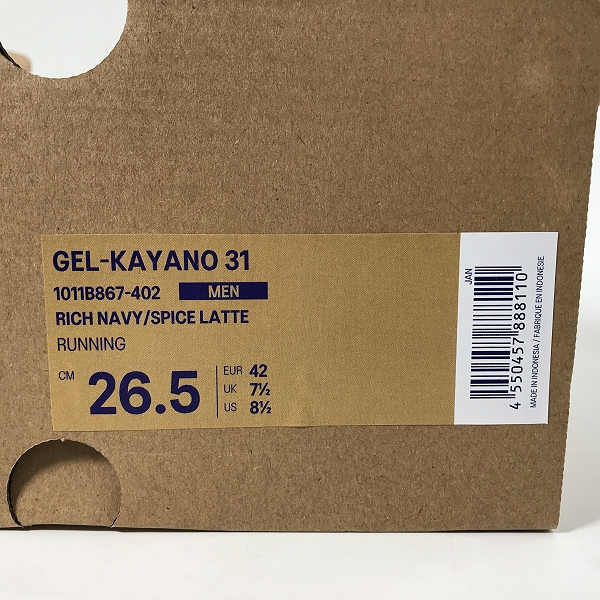 GEL-KAYANO 31
1011B867-402 MEN
RICH NAVY/SPICE LATTE
RUNNING
CM 26.5
EUR 42
UK 7½
US 8½
JAN
4 550457 888110
MADE IN INDONESIA / FABRIQUE EN INDONESIE